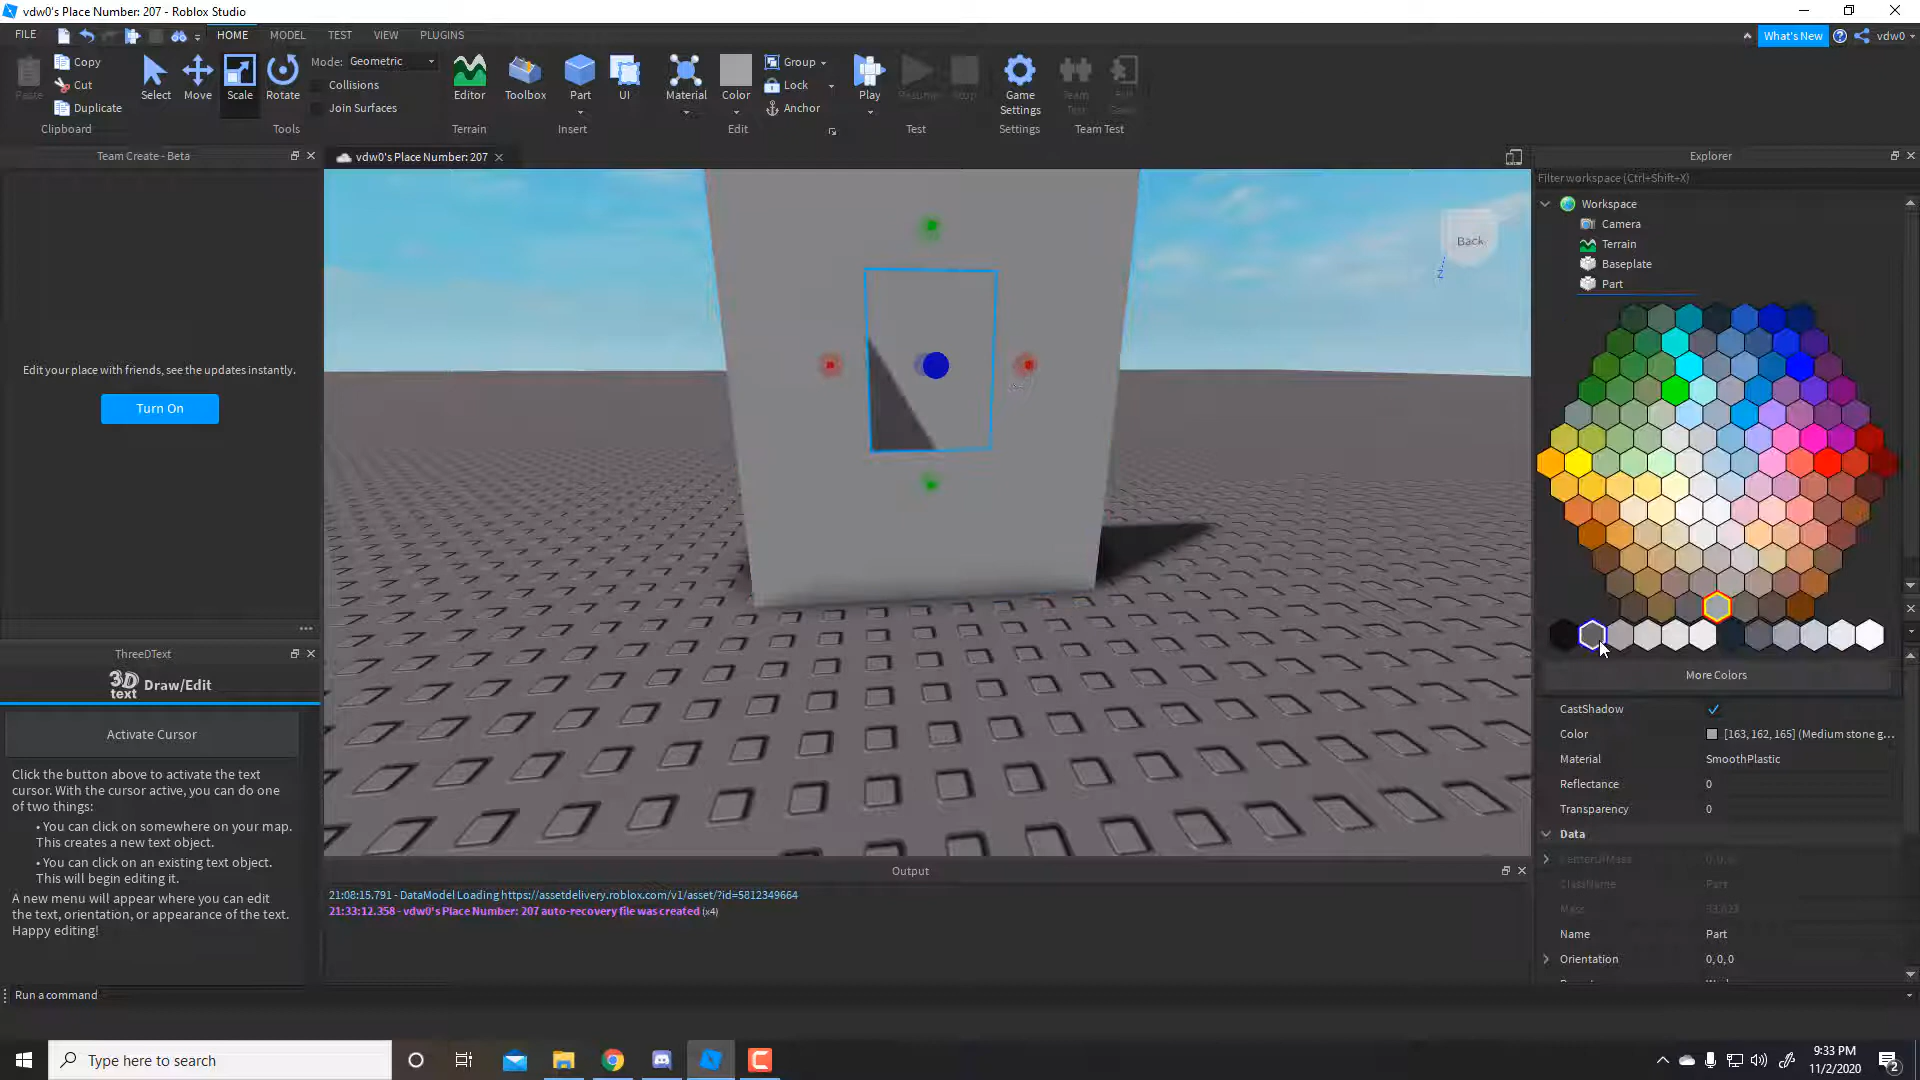 vdw0's Place Number: 207 - Roblox Studio
FILE
HOME
MODEL
TEST
VIEW
PLUGINS
What's New
vdw0
Paste
Copy
Cut
Duplicate
Clipboard
Select
Move
Scale
Rotate
Mode: Geometric
Collisions
Join Surfaces
Tools
Editor
Terrain
Toolbox
Part
UI
Insert
Material
Color
Group
Lock
Anchor
Edit
Play
Resume
Stop
Test
Game Settings
Settings
Team Test
Team Test
Team Create - Beta
vdw0's Place Number: 207
Explorer
Filter workspace (Ctrl+Shift+X)
Workspace
Camera
Terrain
Baseplate
Part
Back
Z
Edit your place with friends, see the updates instantly.
Turn On
More Colors
ThreeDText
3D text Draw/Edit
Activate Cursor
Click the button above to activate the text
cursor. With the cursor active, you can do one
of two things:
• You can click on somewhere on your map.
This creates a new text object.
• You can click on an existing text object.
This will begin editing it.
A new menu will appear where you can edit
the text, orientation, or appearance of the text.
Happy editing!
CastShadow
Color [163, 162, 165] (Medium stone g...
Material SmoothPlastic
Reflectance 0
Transparency 0
Data
CenterOfMass 0, 0, 0
ClassName Part
Mass
Name Part
Orientation 0, 0, 0
Output
21:08:15.791 - DataModel Loading https://assetdelivery.roblox.com/v1/asset/?id=5812349664
21:33:12.358 - vdw0's Place Number: 207 auto-recovery file was created (x4)
Run a command
Type here to search
9:33 PM
11/2/2020
2